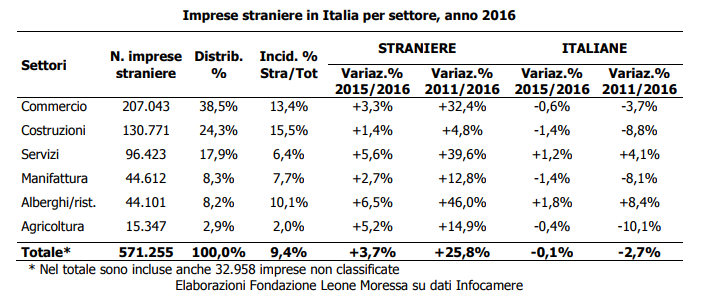 Imprese straniere in Italia per settore, anno 2016
Settori N. imprese straniere Distrib. % Incid. % Stra/Tot STRANIERE ITALIANE
Variaz.% 2015/2016 Variaz.% 2011/2016 Variaz.% 2015/2016 Variaz.% 2011/2016
Commercio 207.043 38,5% 13,4% +3,3% +32,4% -0,6% -3,7%
Costruzioni 130.771 24,3% 15,5% +1,4% +4,8% -1,4% -8,8%
Servizi 96.423 17,9% 6,4% +5,6% +39,6% +1,2% +4,1%
Manifattura 44.612 8,3% 7,7% +2,7% +12,8% -1,4% -8,1%
Alberghi/rist. 44.101 8,2% 10,1% +6,5% +46,0% +1,8% +8,4%
Agricoltura 15.347 2,9% 2,0% +5,2% +14,9% -0,4% -10,1%
Totale* 571.255 100,0% 9,4% +3,7% +25,8% -0,1% -2,7%
* Nel totale sono incluse anche 32.958 imprese non classificate
Elaborazioni Fondazione Leone Moressa su dati Infocamere